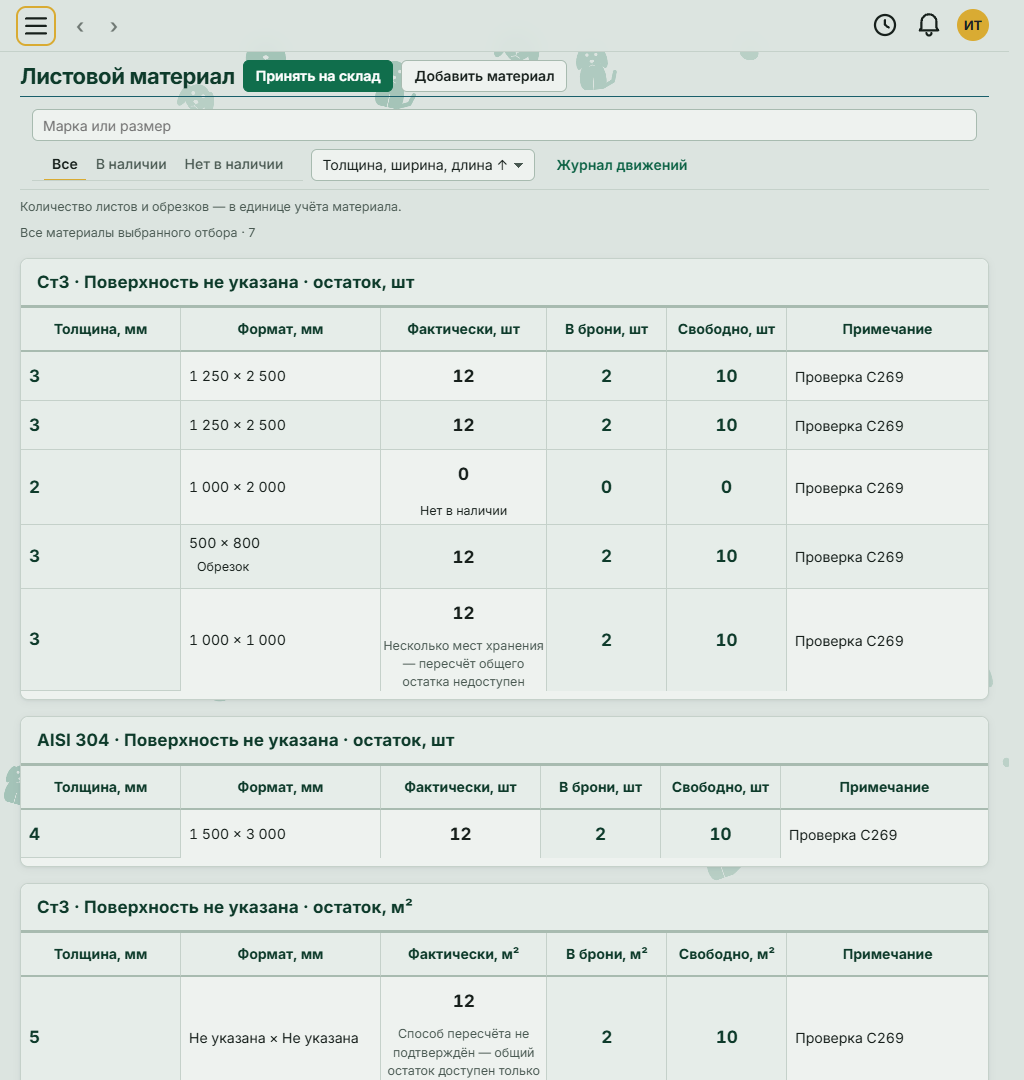 ИТ
Листовой материал Принять на склад Добавить материал
Марка или размер
Все В наличии Нет в наличии Толщина, ширина, длина ↑ Журнал движений
Количество листов и обрезков — в единице учёта материала.
Все материалы выбранного отбора · 7
Ст3 · Поверхность не указана · остаток, шт
Толщина, мм Формат, мм Фактически, шт В брони, шт Свободно, шт Примечание
3 1 250 × 2 500 12 2 10 Проверка С269
3 1 250 × 2 500 12 2 10 Проверка С269
2 1 000 × 2 000 0 0 0 Проверка С269
Нет в наличии
3 500 × 800 12 2 10 Проверка С269
Обрезок
3 1 000 × 1 000 12 2 10 Проверка С269
Несколько мест хранения
— пересчёт общего
остатка недоступен
AISI 304 · Поверхность не указана · остаток, шт
Толщина, мм Формат, мм Фактически, шт В брони, шт Свободно, шт Примечание
4 1 500 × 3 000 12 2 10 Проверка С269
Ст3 · Поверхность не указана · остаток, м²
Толщина, мм Формат, мм Фактически, м² В брони, м² Свободно, м² Примечание
5 Не указана × Не указана 12 2 10 Проверка С269
Способ пересчёта не
подтверждён — общий
остаток доступен только